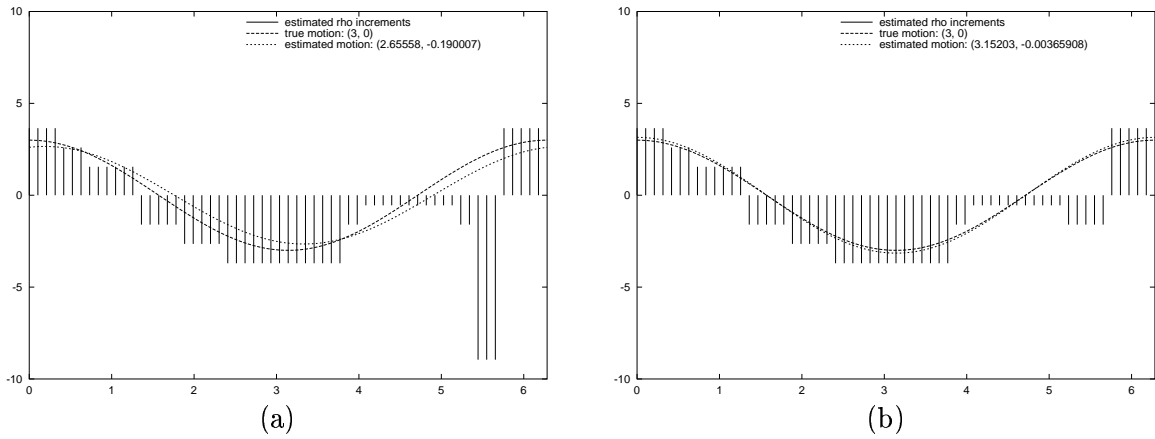 10
5
0
-5
-10
0 1 2 3 4 5 6
estimated rho increments
true motion: (3, 0)
estimated motion: (2.65558, -0.190007)
(a)
10
5
0
-5
-10
0 1 2 3 4 5 6
estimated rho increments
true motion: (3, 0)
estimated motion: (3.15203, -0.00365908)
(b)